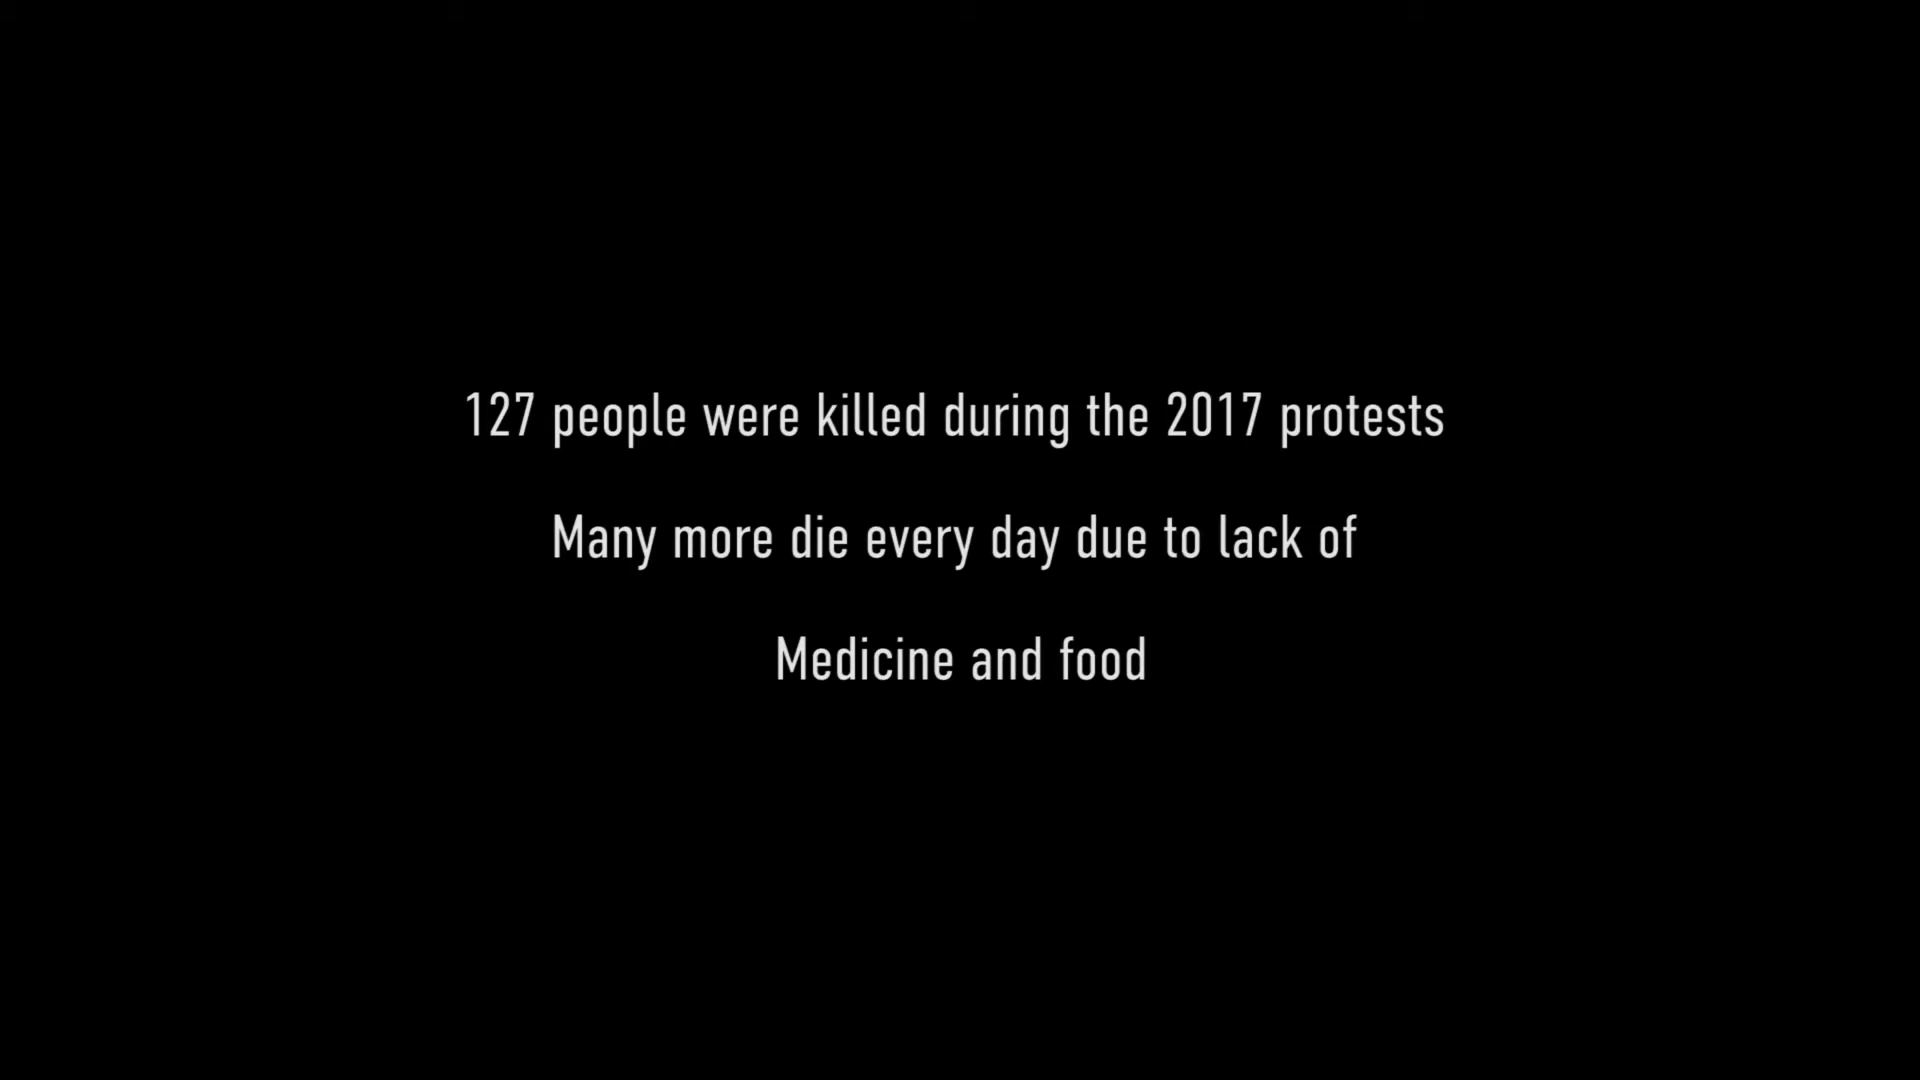 127 people were killed during the 2017 protests
Many more die every day due to lack of
Medicine and food